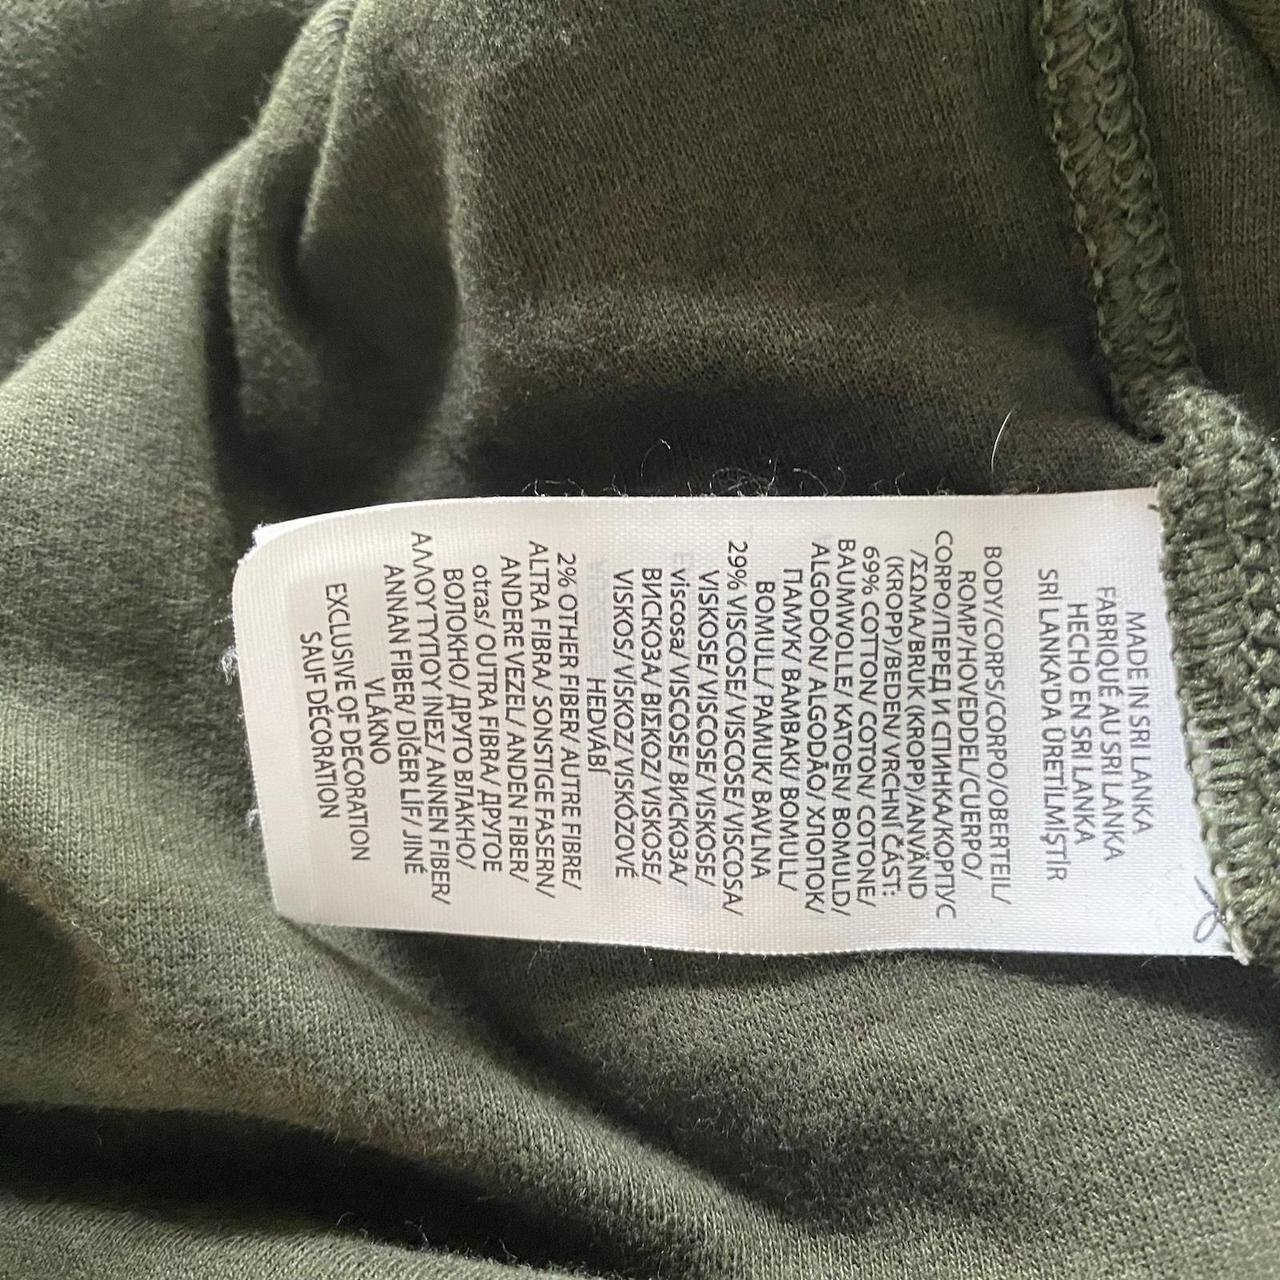 MADE IN SRI LANKA
FABRIQUÉ AU SRI LANKA
HECHO EN SRI LANKA
SRİ LANKA'DA ÜRETİLMİŞTİR
BODY/CORPS/CORPO/OBERTEIL/
ROMP/HOVEDDEL/CUERPO/
CORPO/ПЕРЕД И СПИНКА/КОРПУС
/ΣΩΜΑ/BRUK (KROPP)/ANVÄND
(KROPP)/BEDEN/ VRCHNÍ ČÁST:
69% COTTON/ COTON/ COTONE/
BAUMWOLLE/ KATOEN/ BOMULD/
ALGODÓN/ ALGODÃO/ ХЛОПОК/
ПАМУК/ ΒΑΜΒΑΚΙ/ BOMULL/
BOMULL/ PAMUK/ BAVLNA
29% VISCOSE/ VISCOSE/ VISCOSA/
VISKOSE/ VISCOSE/ VISKOSE/
viscosa/ VISCOSE/ ВИСКОЗА/
ВИСКОЗА/ ΒΙΣΚΟΖ/ VISKOSE/
VISKOS/ VISKOZ/ VISKÓZOVÉ
HEDVÁBÍ
2% OTHER FIBER/ AUTRE FIBRE/
ALTRA FIBRA/ SONSTIGE FASERN/
ANDERE VEZEL/ ANDEN FIBER/
otras/ OUTRA FIBRA/ ДРУГОЕ
ВОЛОКНО/ ДРУГО ВЛАКНО/
ΑΛΛΟΥ ΤΥΠΟΥ ΙΝΕΣ/ ANNEN FIBER/
ANNAN FIBER/ DİĞER LİF/ JINÉ
VLÁKNO
EXCLUSIVE OF DECORATION
SAUF DÉCORATION